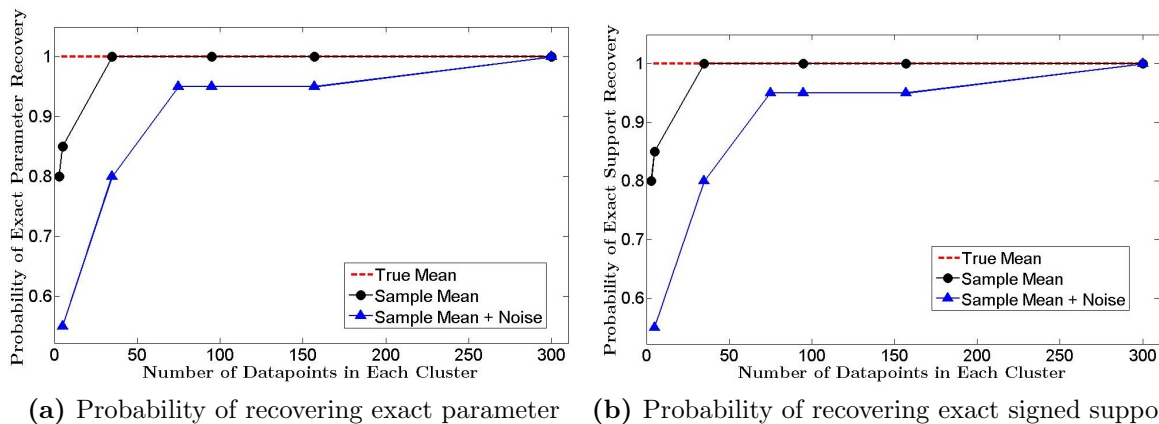 Probability of Exact Parameter Recovery
1
0.9
0.8
0.7
0.6
0 50 100 150 200 250 300
Number of Datapoints in Each Cluster
True Mean
Sample Mean
Sample Mean + Noise
(a) Probability of recovering exact parameter
Probability of Exact Support Recovery
1
0.9
0.8
0.7
0.6
0 50 100 150 200 250 300
Number of Datapoints in Each Cluster
True Mean
Sample Mean
Sample Mean + Noise
(b) Probability of recovering exact signed suppo